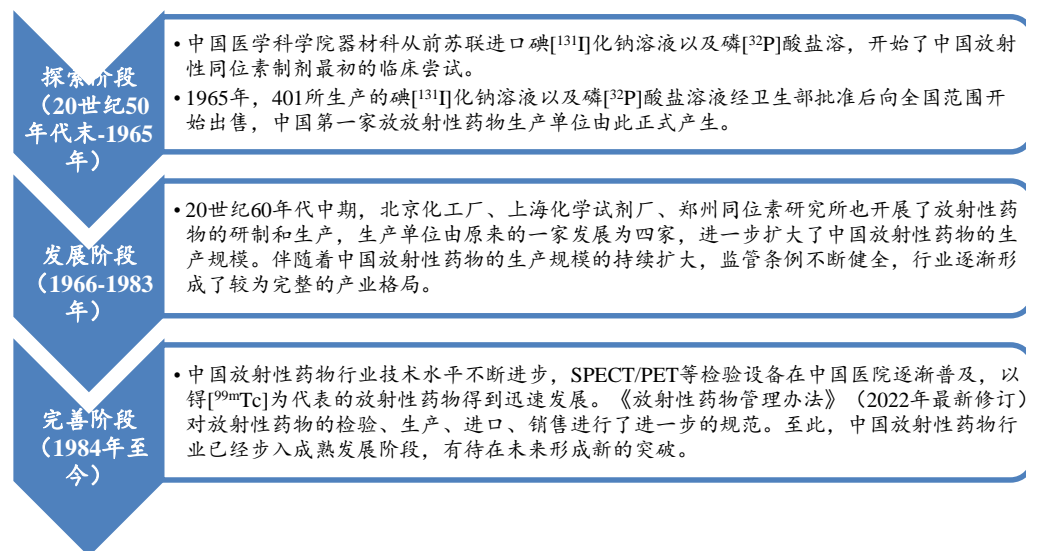 探索阶段
（20世纪50
年代末-1965
年）
• 中国医学科学院器材科从前苏联进口碘[¹³¹I]化钠溶液以及磷[³²P]酸盐溶，开始了中国放射
性同位素制剂最初的临床尝试。
• 1965年，401所生产的碘[¹³¹I]化钠溶液以及磷[³²P]酸盐溶液经卫生部批准后向全国范围开
始出售，中国第一家放放射性药物生产单位由此正式产生。
发展阶段
（1966-1983
年）
• 20世纪60年代中期，北京化工厂、上海化学试剂厂、郑州同位素研究所也开展了放射性药
物的研制和生产，生产单位由原来的一家发展为四家，进一步扩大了中国放射性药物的生
产规模。伴随着中国放射性药物的生产规模的持续扩大，监管条例不断健全，行业逐渐形
成了较为完整的产业格局。
完善阶段
（1984年至
今）
• 中国放射性药物行业技术水平不断进步，SPECT/PET等检验设备在中国医院逐渐普及，以
锝[⁹⁹ᵐTc]为代表的放射性药物得到迅速发展。《放射性药物管理办法》（2022年最新修订）
对放射性药物的检验、生产、进口、销售进行了进一步的规范。至此，中国放射性药物行
业已经步入成熟发展阶段，有待在未来形成新的突破。